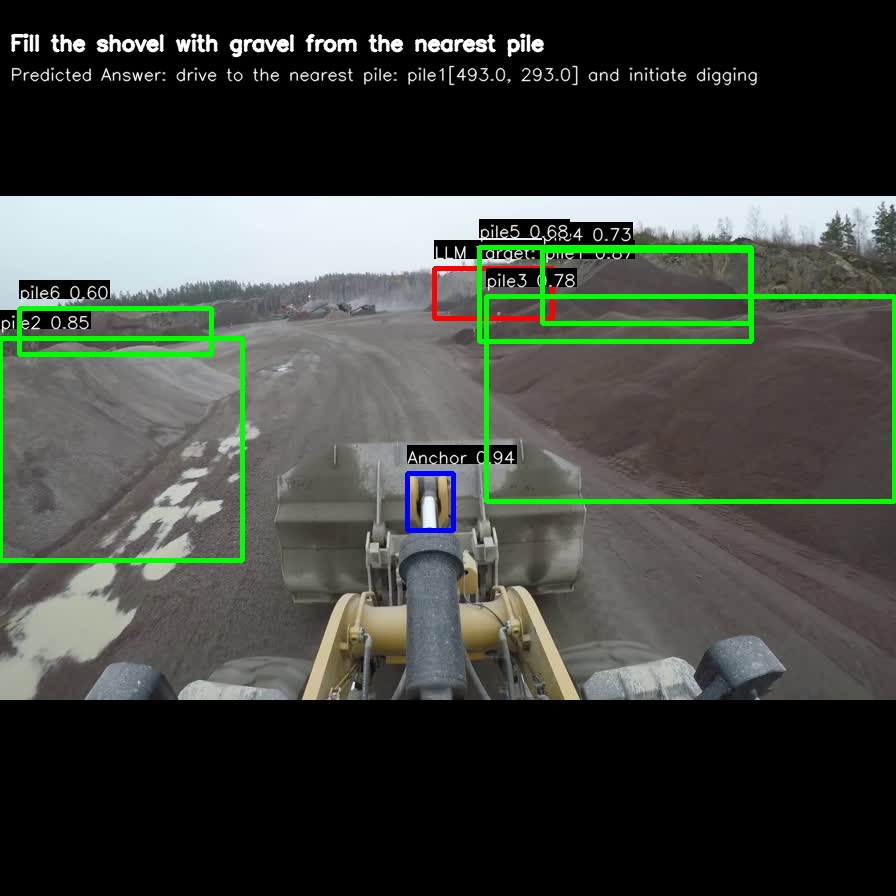 Fill the shovel with gravel from the nearest pile
Predicted Answer: drive to the nearest pile: pile1[493.0, 293.0] and initiate digging
pile5 0.68
pile4 0.73
LLM Target: pile1 0.87
pile3 0.78
pile6 0.60
pile2 0.85
Anchor 0.94